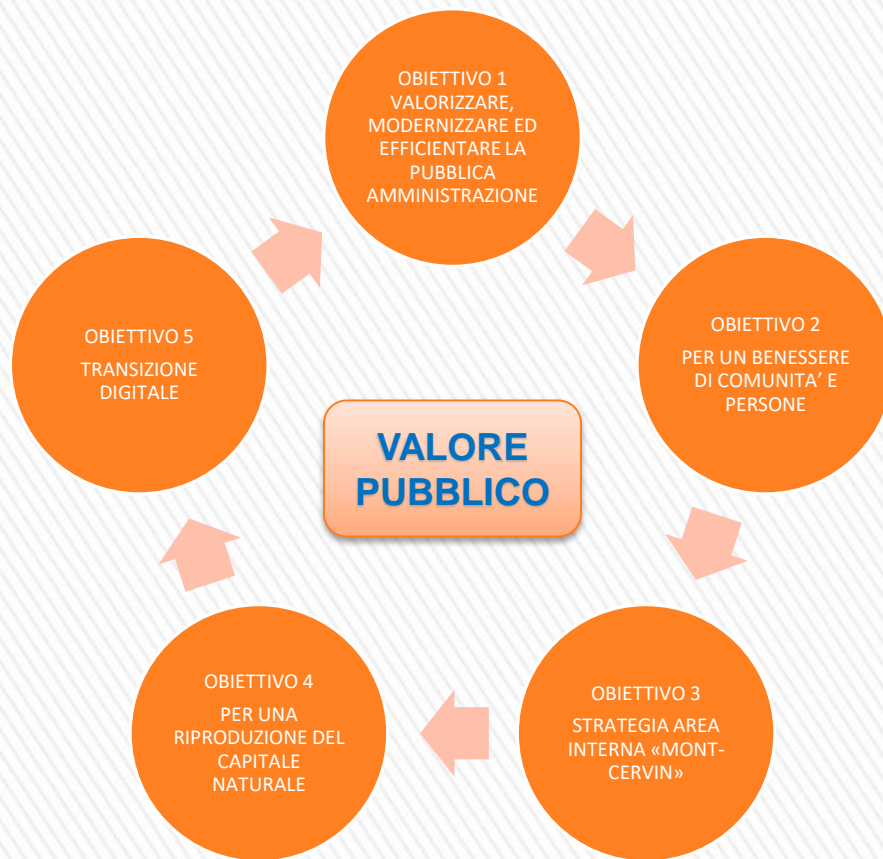 OBIETTIVO 1
VALORIZZARE,
MODERNIZZARE ED
EFFICIENTARE LA
PUBBLICA
AMMINISTRAZIONE
OBIETTIVO 2
PER UN BENESSERE
DI COMUNITA’ E
PERSONE
OBIETTIVO 3
STRATEGIA AREA
INTERNA «MONT-
CERVIN»
OBIETTIVO 4
PER UNA
RIPRODUZIONE DEL
CAPITALE
NATURALE
OBIETTIVO 5
TRANSIZIONE
DIGITALE
VALORE
PUBBLICO